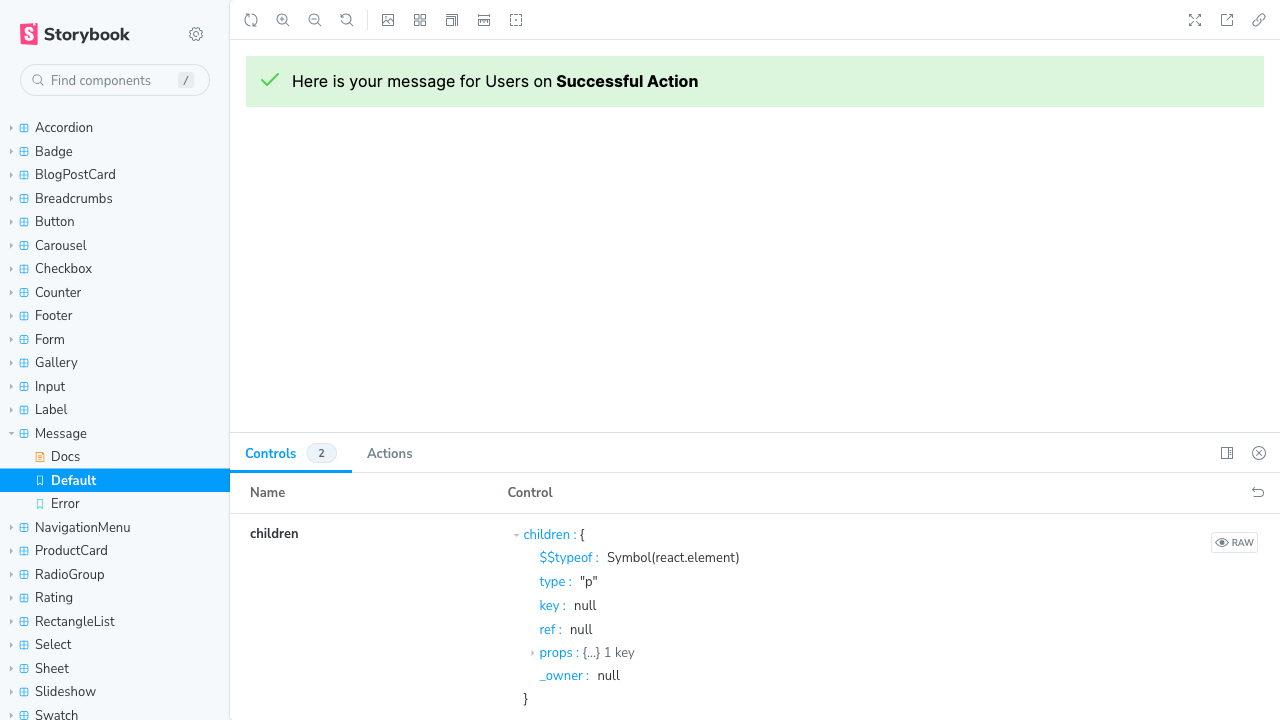 Storybook
Find components /
Accordion
Badge
BlogPostCard
Breadcrumbs
Button
Carousel
Checkbox
Counter
Footer
Form
Gallery
Input
Label
Message
Docs
Default
Error
NavigationMenu
ProductCard
RadioGroup
Rating
RectangleList
Select
Sheet
Slideshow
Swatch
Here is your message for Users on Successful Action
Controls 2 Actions
Name Control
children
children : {
$$typeof : Symbol(react.element)
type : "p"
key : null
ref : null
props : {...} 1 key
_owner : null
}
RAW